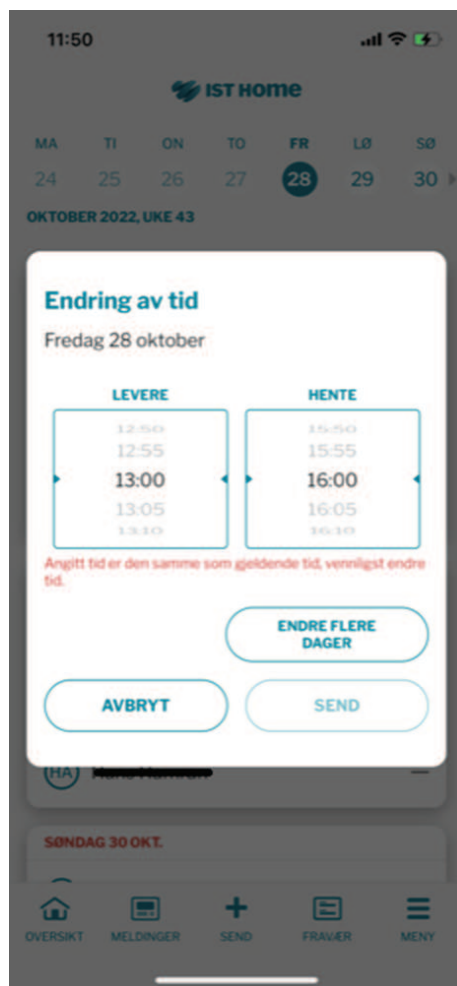 11:50
IST Home
MA TI ON TO FR LØ SØ
24 25 26 27 28 29 30
OKTOBER 2022, UKE 43
Endring av tid
Fredag 28 oktober
LEVERE HENTE
12:50 15:50
12:55 15:55
13:00 16:00
13:05 16:05
13:10 16:10
Angitt tid er den samme som gjeldende tid, vennligst endre
tid.
ENDRE FLERE
DAGER
AVBRYT SEND
HA
SØNDAG 30 OKT.
OVERSIKT MELDINGER SEND FRAVÆR MENY